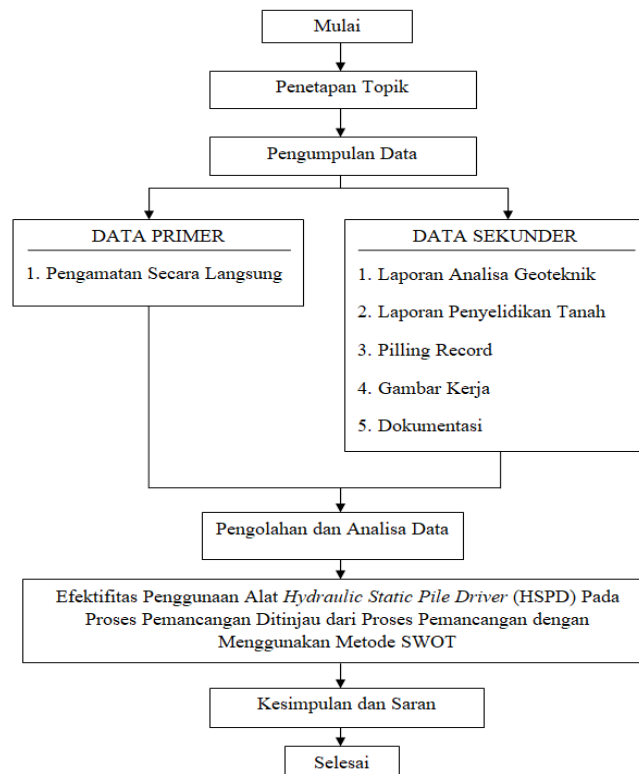 Mulai
Penetapan Topik
Pengumpulan Data
DATA PRIMER
1. Pengamatan Secara Langsung
DATA SEKUNDER
1. Laporan Analisa Geoteknik
2. Laporan Penyelidikan Tanah
3. Pilling Record
4. Gambar Kerja
5. Dokumentasi
Pengolahan dan Analisa Data
Efektifitas Penggunaan Alat Hydraulic Static Pile Driver (HSPD) Pada
Proses Pemancangan Ditinjau dari Proses Pemancangan dengan
Menggunakan Metode SWOT
Kesimpulan dan Saran
Selesai